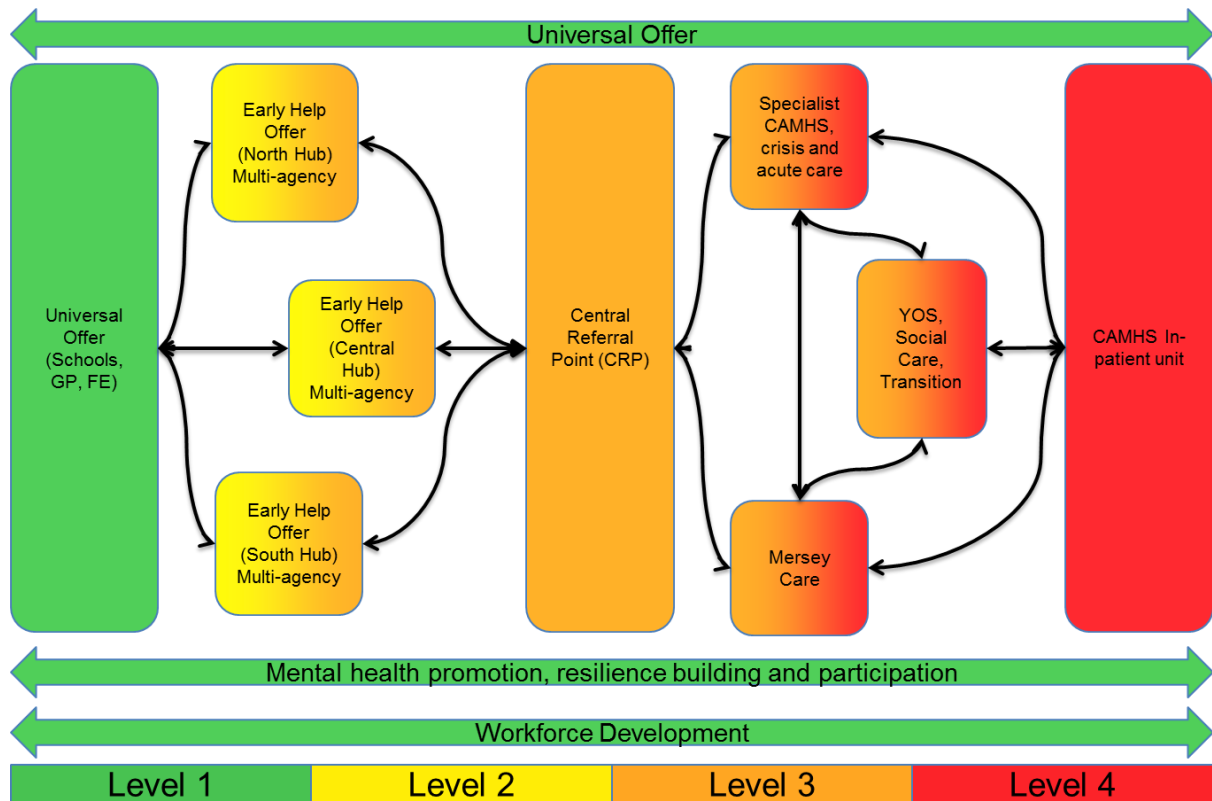 Universal Offer
Universal
Offer
(Schools,
GP, FE)
Early Help
Offer
(North Hub)
Multi-agency
Early Help
Offer
(Central
Hub)
Multi-agency
Early Help
Offer
(South Hub)
Multi-agency
Central
Referral
Point (CRP)
Specialist
CAMHS,
crisis and
acute care
YOS,
Social
Care,
Transition
Mersey
Care
CAMHS In-
patient unit
Mental health promotion, resilience building and participation
Workforce Development
Level 1
Level 2
Level 3
Level 4